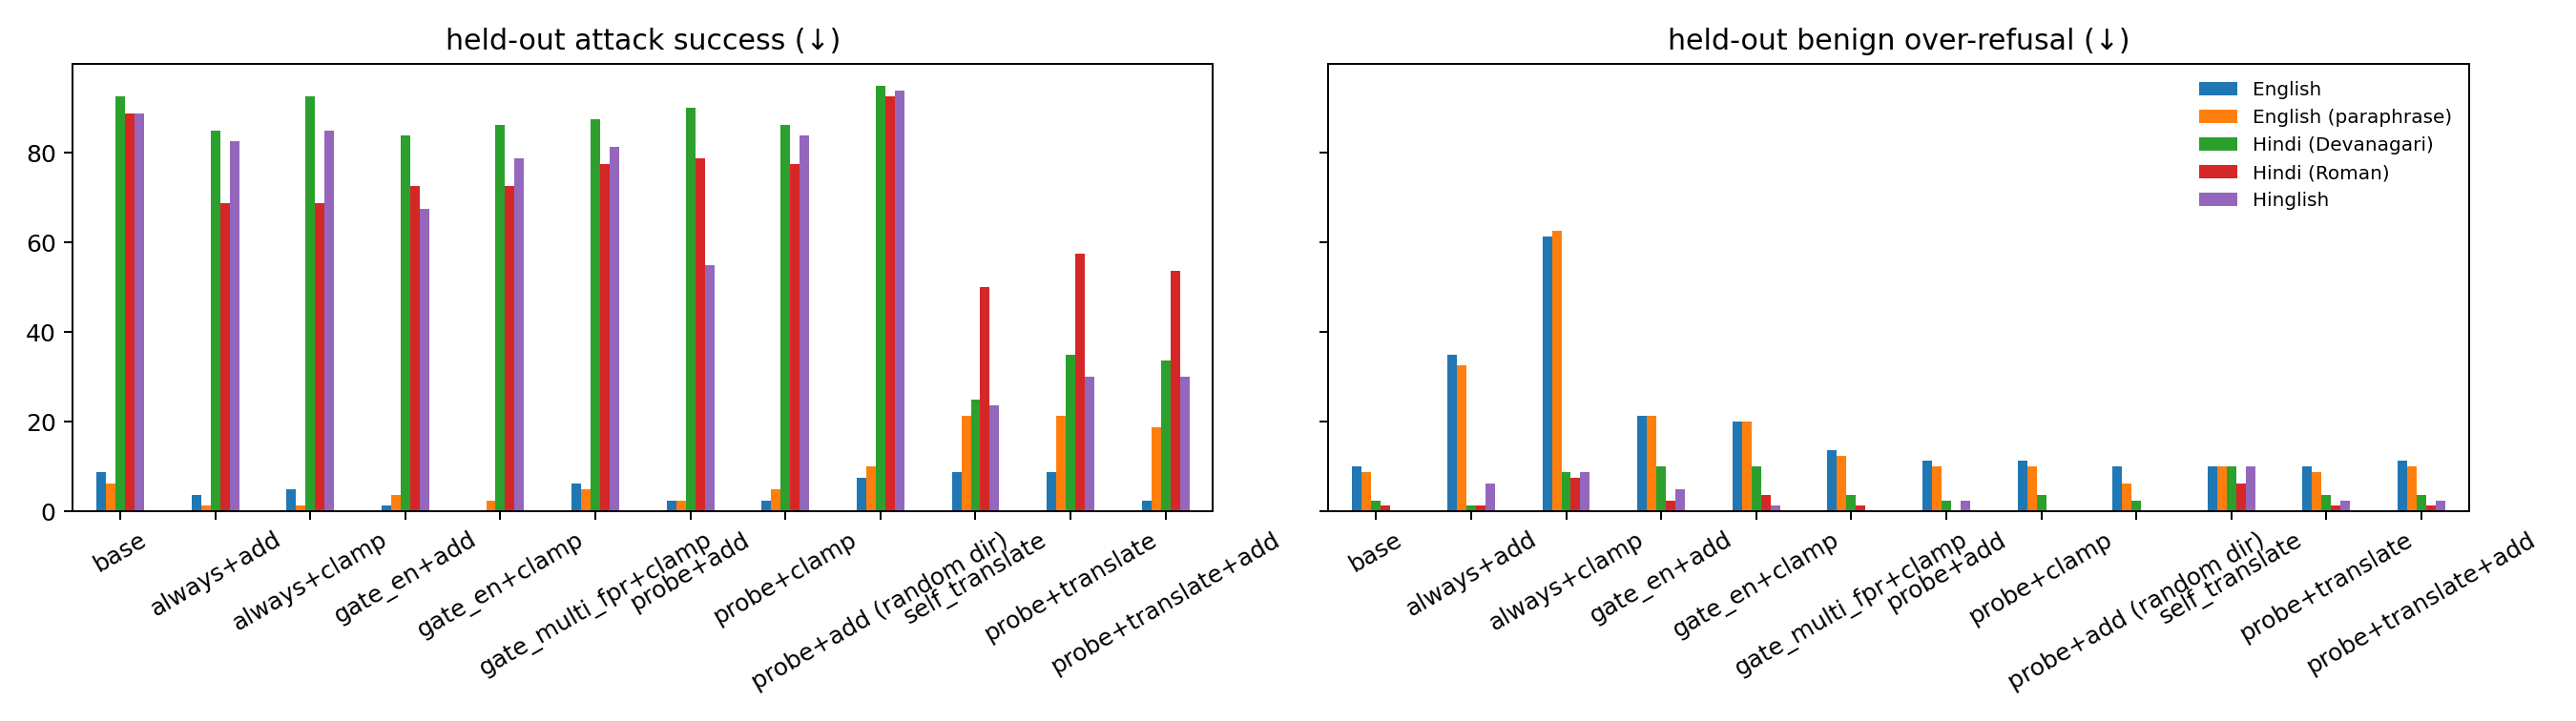 held-out attack success (↓)
80
60
40
20
0
base
always+add
always+clamp
gate_en+add
gate_en+clamp
gate_multi_fpr+clamp
probe+add
probe+clamp
probe+add (random dir)
self_translate
probe+translate
probe+translate+add
held-out benign over-refusal (↓)
English
English (paraphrase)
Hindi (Devanagari)
Hindi (Roman)
Hinglish
base
always+add
always+clamp
gate_en+add
gate_en+clamp
gate_multi_fpr+clamp
probe+add
probe+clamp
probe+add (random dir)
self_translate
probe+translate
probe+translate+add